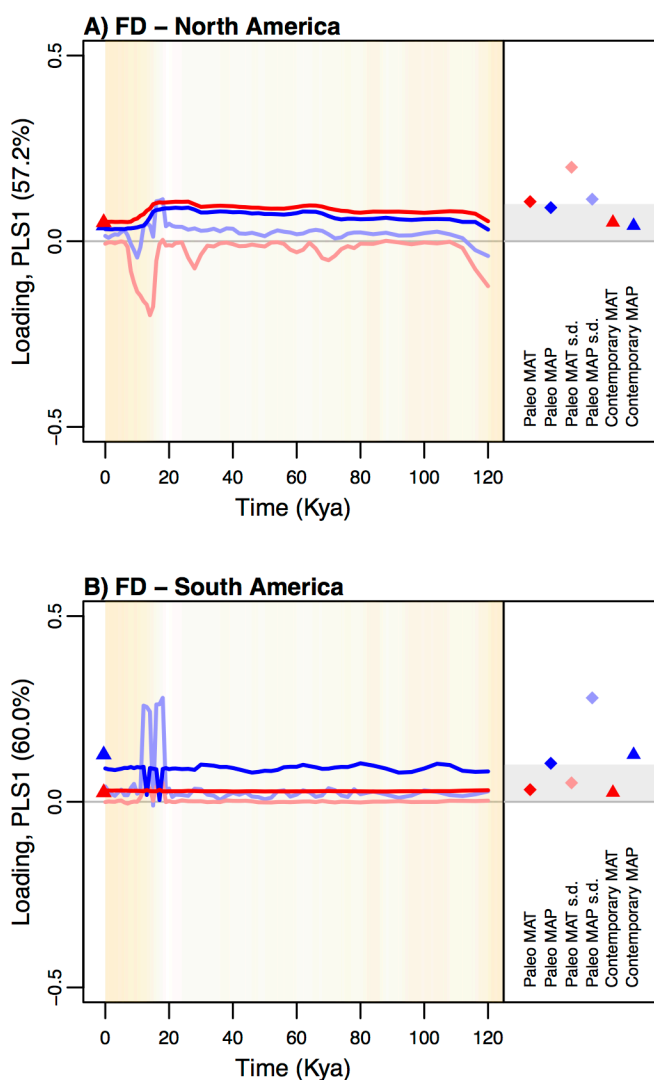 A) FD – North America
Loading, PLS1 (57.2%)
0.5
0.0
−0.5
0
20
40
60
80
100
120
Time (Kya)
Paleo MAT
Paleo MAP
Paleo MAT s.d.
Paleo MAP s.d.
Contemporary MAT
Contemporary MAP
B) FD – South America
Loading, PLS1 (60.0%)
0.5
0.0
−0.5
0
20
40
60
80
100
120
Time (Kya)
Paleo MAT
Paleo MAP
Paleo MAT s.d.
Paleo MAP s.d.
Contemporary MAT
Contemporary MAP